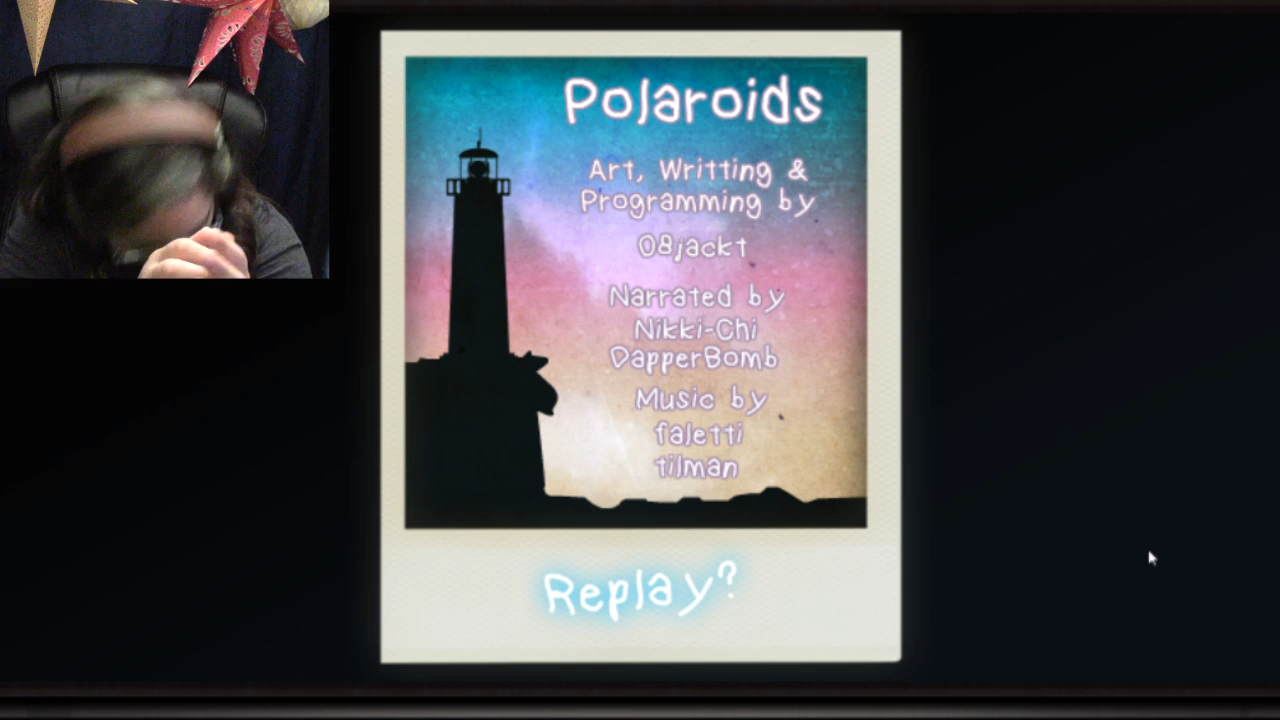 Polaroids
Art, Writting &
Programming by
08jackt
Narrated by
Nikki-Chi
DapperBomb
Music by
faletti
tilman
Replay?